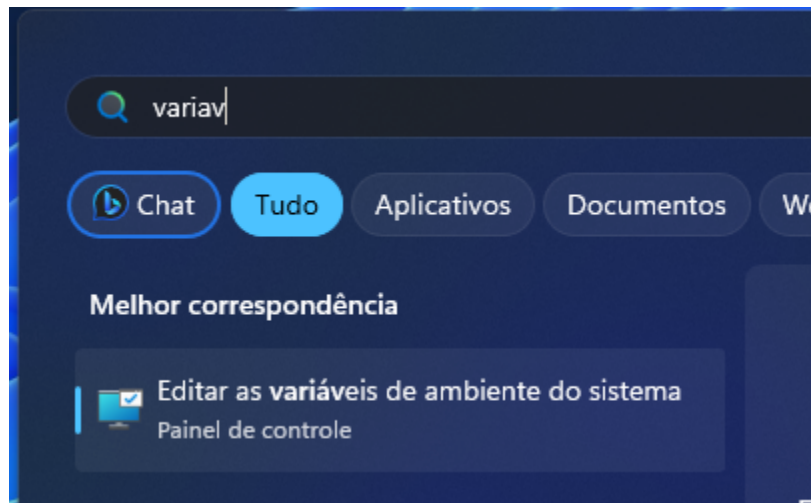 variav
Chat Tudo Aplicativos Documentos
Melhor correspondência
Editar as variáveis de ambiente do sistema
Painel de controle